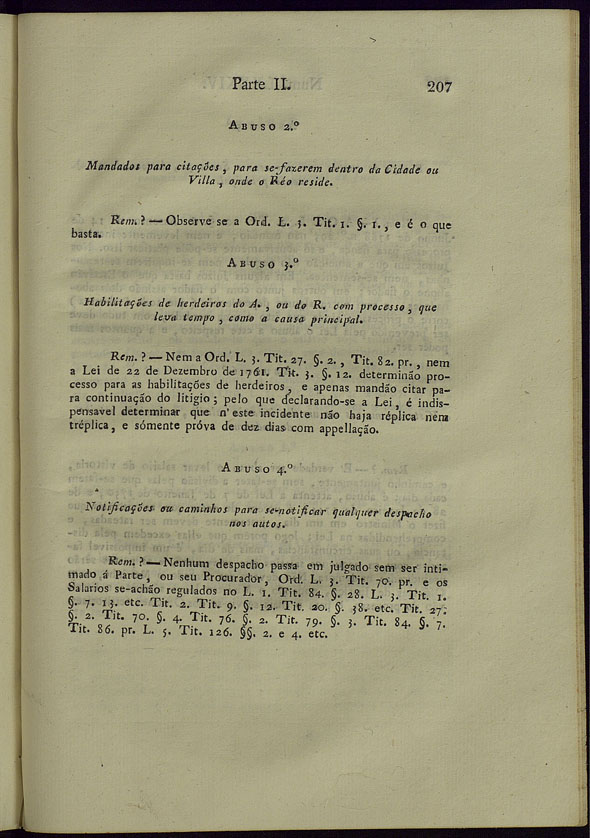 Parte II. 207
Abuso 2.º
Mandados para citações, para se-fazerem dentro da Cidade ou
Villa, onde o Réo reside.
Rem. ? — Observe-se a Ord. L. 3. Tit. 1. §. 1., e é o que
basta.
Abuso 3.º
Habilitações de herdeiros do A., ou do R. com processo, que
leva tempo, como a causa principal.
Rem. ? — Nem a Ord. L. 3. Tit. 27. §. 2., Tit. 82. pr., nem
a Lei de 22 de Dezembro de 1761. Tit. 3. §. 12. determinão pro-
cesso para as habilitações de herdeiros, e apenas mandão citar pa-
ra continuação do litigio; pelo que declarando-se a Lei, é indis-
pensavel determinar, que n'este incidente não haja réplica nem
tréplica, e sómente próva de dez dias com appellação.
Abuso 4.º
Notificações ou caminhos para se-notificar qualquer despacho
nos autos.
Rem. ? — Nenhum despacho passa em julgado sem ser inti-
mado á Parte, ou seu Procurador, Ord. L. 3. Tit. 70. pr. e os
Salarios se-achão regulados no L. 1. Tit. 84. §. 28. L. 3. Tit. 1.
§. 7. 13. etc. Tit. 2. Tit. 9. §. 12. Tit. 20. §. 38. etc. Tit. 27.
§. 2. Tit. 70. §. 4. Tit. 76. §. 2. Tit. 79. §. 3. Tit. 84. §. 7.
Tit. 86. pr. L. 5. Tit. 126. §§. 2. e 4. etc.